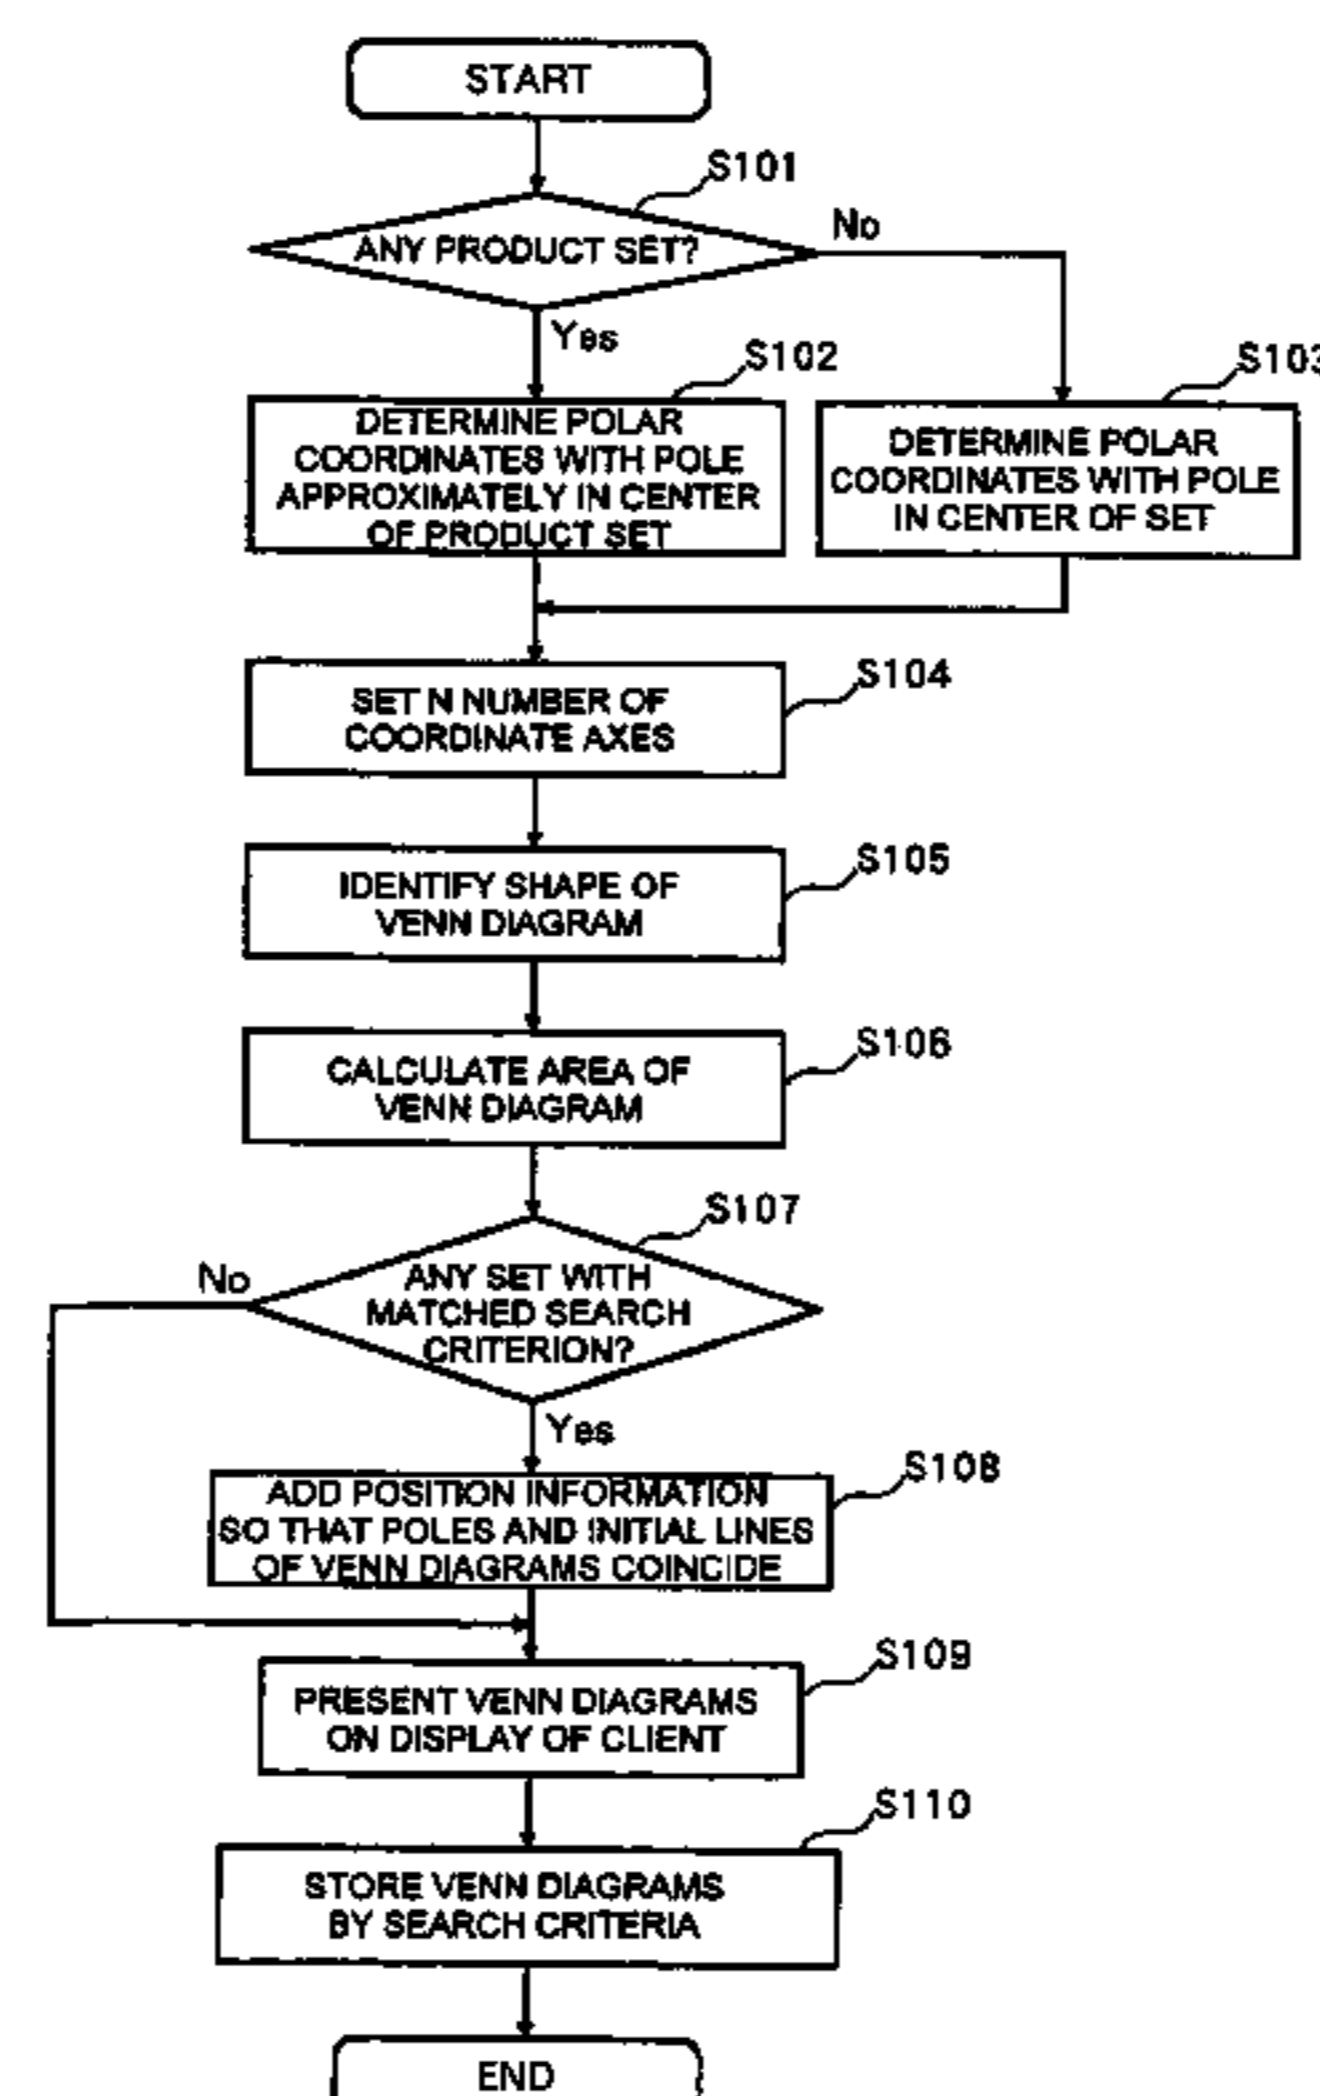 START
S101
ANY PRODUCT SET?
No
Yes
S102
S103
DETERMINE POLAR
COORDINATES WITH POLE
APPROXIMATELY IN CENTER
OF PRODUCT SET
DETERMINE POLAR
COORDINATES WITH POLE
IN CENTER OF SET
S104
SET N NUMBER OF
COORDINATE AXES
S105
IDENTIFY SHAPE OF
VENN DIAGRAM
S106
CALCULATE AREA OF
VENN DIAGRAM
S107
No
ANY SET WITH
MATCHED SEARCH
CRITERION?
Yes
S108
ADD POSITION INFORMATION
SO THAT POLES AND INITIAL LINES
OF VENN DIAGRAMS COINCIDE
S109
PRESENT VENN DIAGRAMS
ON DISPLAY OF CLIENT
S110
STORE VENN DIAGRAMS
BY SEARCH CRITERIA
END